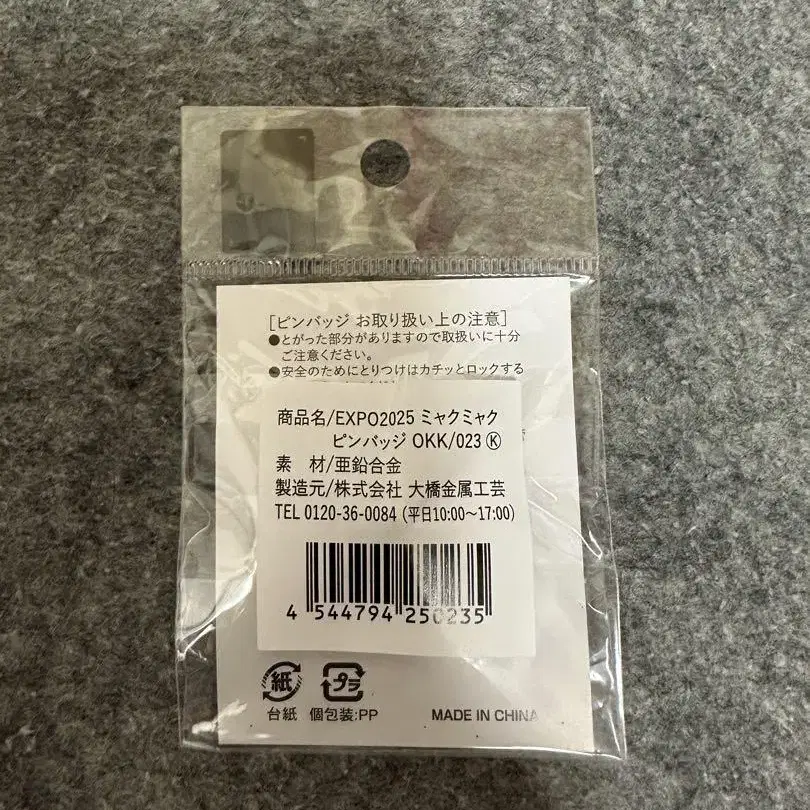 [ピンバッジ お取り扱い上の注意]
●とがった部分がありますので取扱いに十分
ご注意ください。
●安全のためにとりつけはカチッとロックする
商品名/EXPO2025 ミャクミャク
ピンバッジ OKK/023 Ⓚ
素　材/亜鉛合金
製造元/株式会社 大橋金属工芸
TEL 0120-36-0084 (平日10:00〜17:00)
4 544794 250235
紙 プラ
台紙 個包装:PP MADE IN CHINA